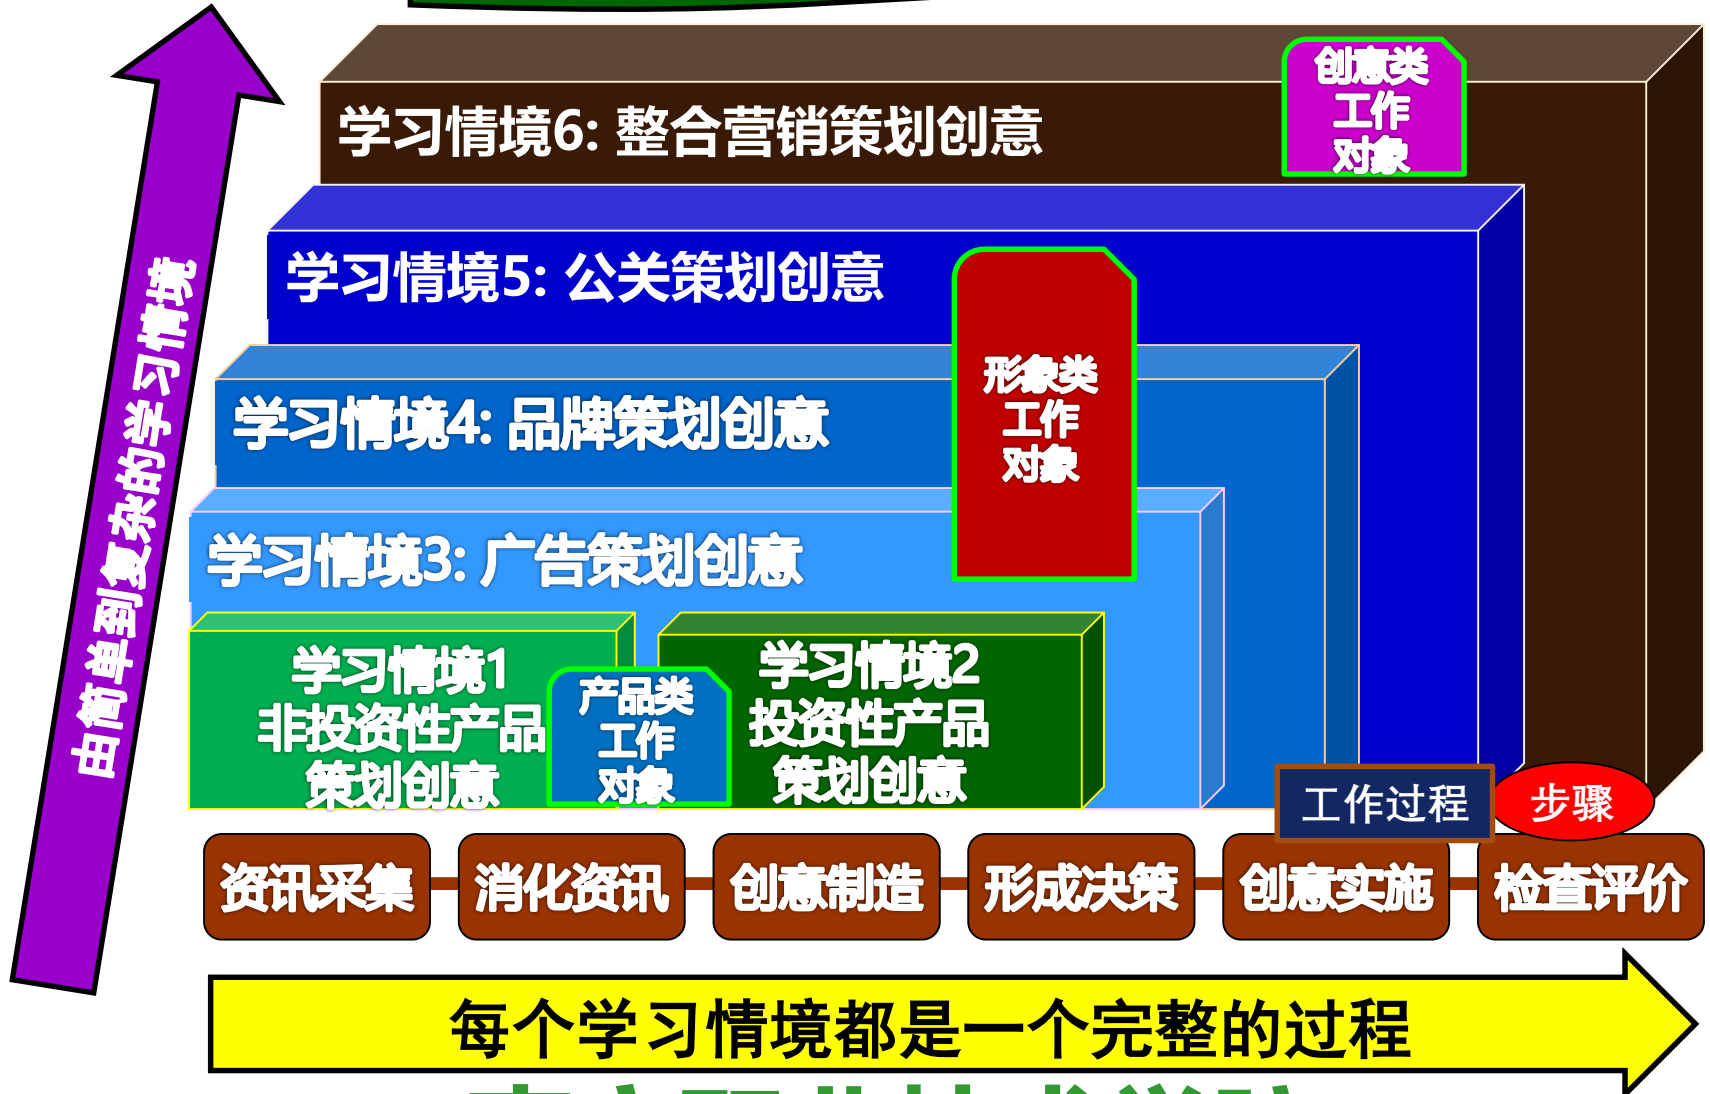 创意类
工作
对象
学习情境6: 整合营销策划创意
学习情境5: 公关策划创意
形象类
工作
对象
学习情境4: 品牌策划创意
学习情境3: 广告策划创意
学习情境1
非投资性产品
策划创意
产品类
工作
对象
学习情境2
投资性产品
策划创意
由简单到复杂的学习情境
工作过程
步骤
资讯采集
消化资讯
创意制造
形成决策
创意实施
检查评价
每个学习情境都是一个完整的过程